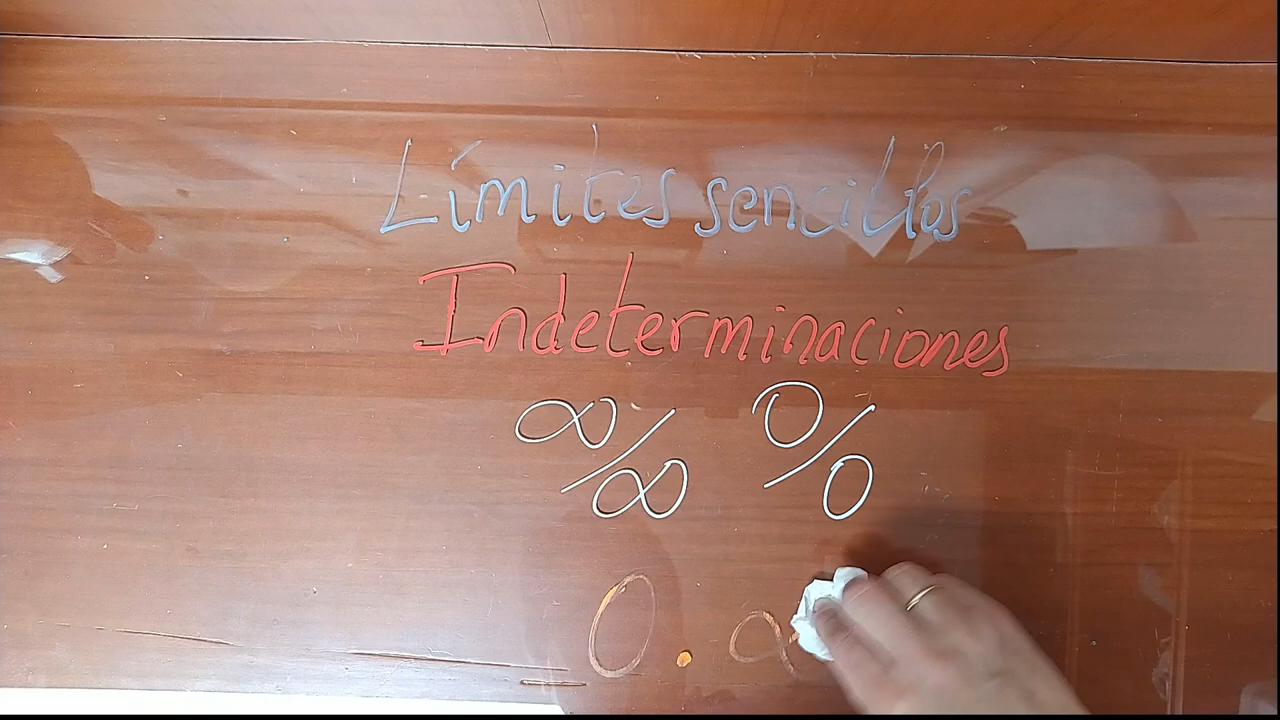 Límites sencillos
Indeterminaciones
∞/∞ 0/0
0 . ∞